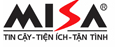 MISA
TIN CẬY-TIỆN ÍCH-TẬN TÌNH